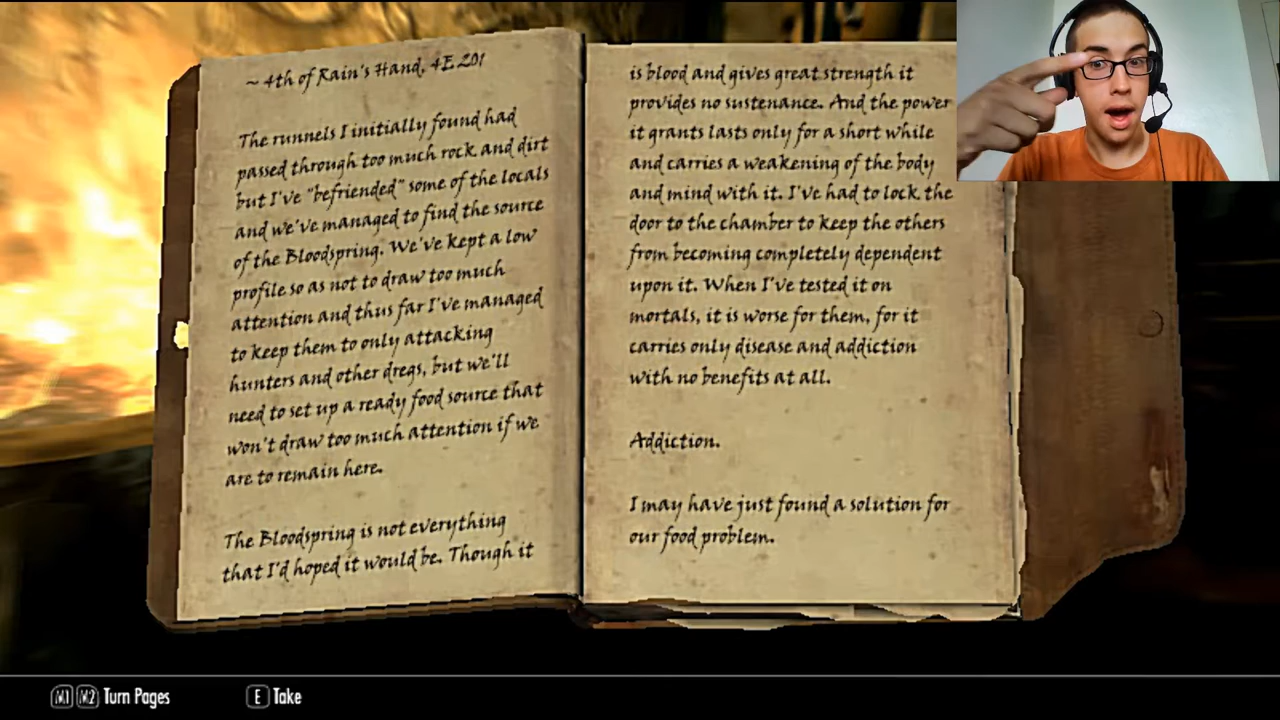 ~ 4th of Rain's Hand, 4E 201
The runnels I initially found had
passed through too much rock and dirt
but I've "befriended" some of the locals
and we've managed to find the source
of the Bloodspring. We've kept a low
profile so as not to draw too much
attention and thus far I've managed
to keep them to only attacking
hunters and other dregs, but we'll
need to set up a ready food source that
won't draw too much attention if we
are to remain here.
The Bloodspring is not everything
that I'd hoped it would be. Though it
is blood and gives great strength it
provides no sustenance. And the power
it grants lasts only for a short while
and carries a weakening of the body
and mind with it. I've had to lock the
door to the chamber to keep the others
from becoming completely dependent
upon it. When I've tested it on
mortals, it is worse for them, for it
carries only disease and addiction
with no benefits at all.
Addiction.
I may have just found a solution for
our food problem.
M1 M2 Turn Pages E Take